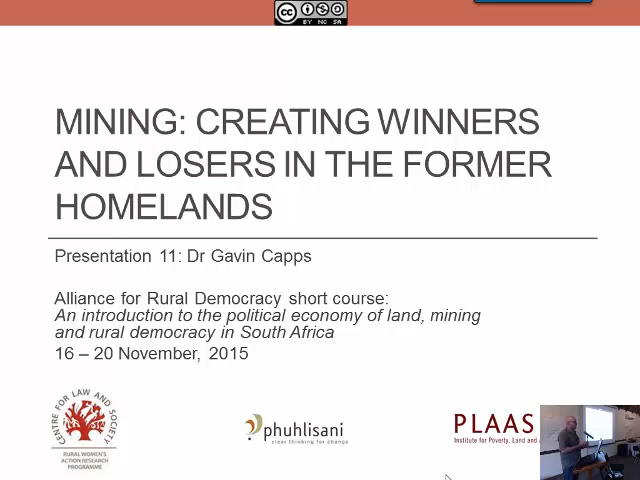 BY NC SA
MINING: CREATING WINNERS
AND LOSERS IN THE FORMER
HOMELANDS
Presentation 11: Dr Gavin Capps
Alliance for Rural Democracy short course:
An introduction to the political economy of land, mining
and rural democracy in South Africa
16 – 20 November, 2015
CENTRE FOR LAW AND SOCIETY
RURAL WOMEN'S
ACTION RESEARCH
PROGRAMME
phuhlisani
clear thinking for change
PLAAS
Institute for Poverty, Land and